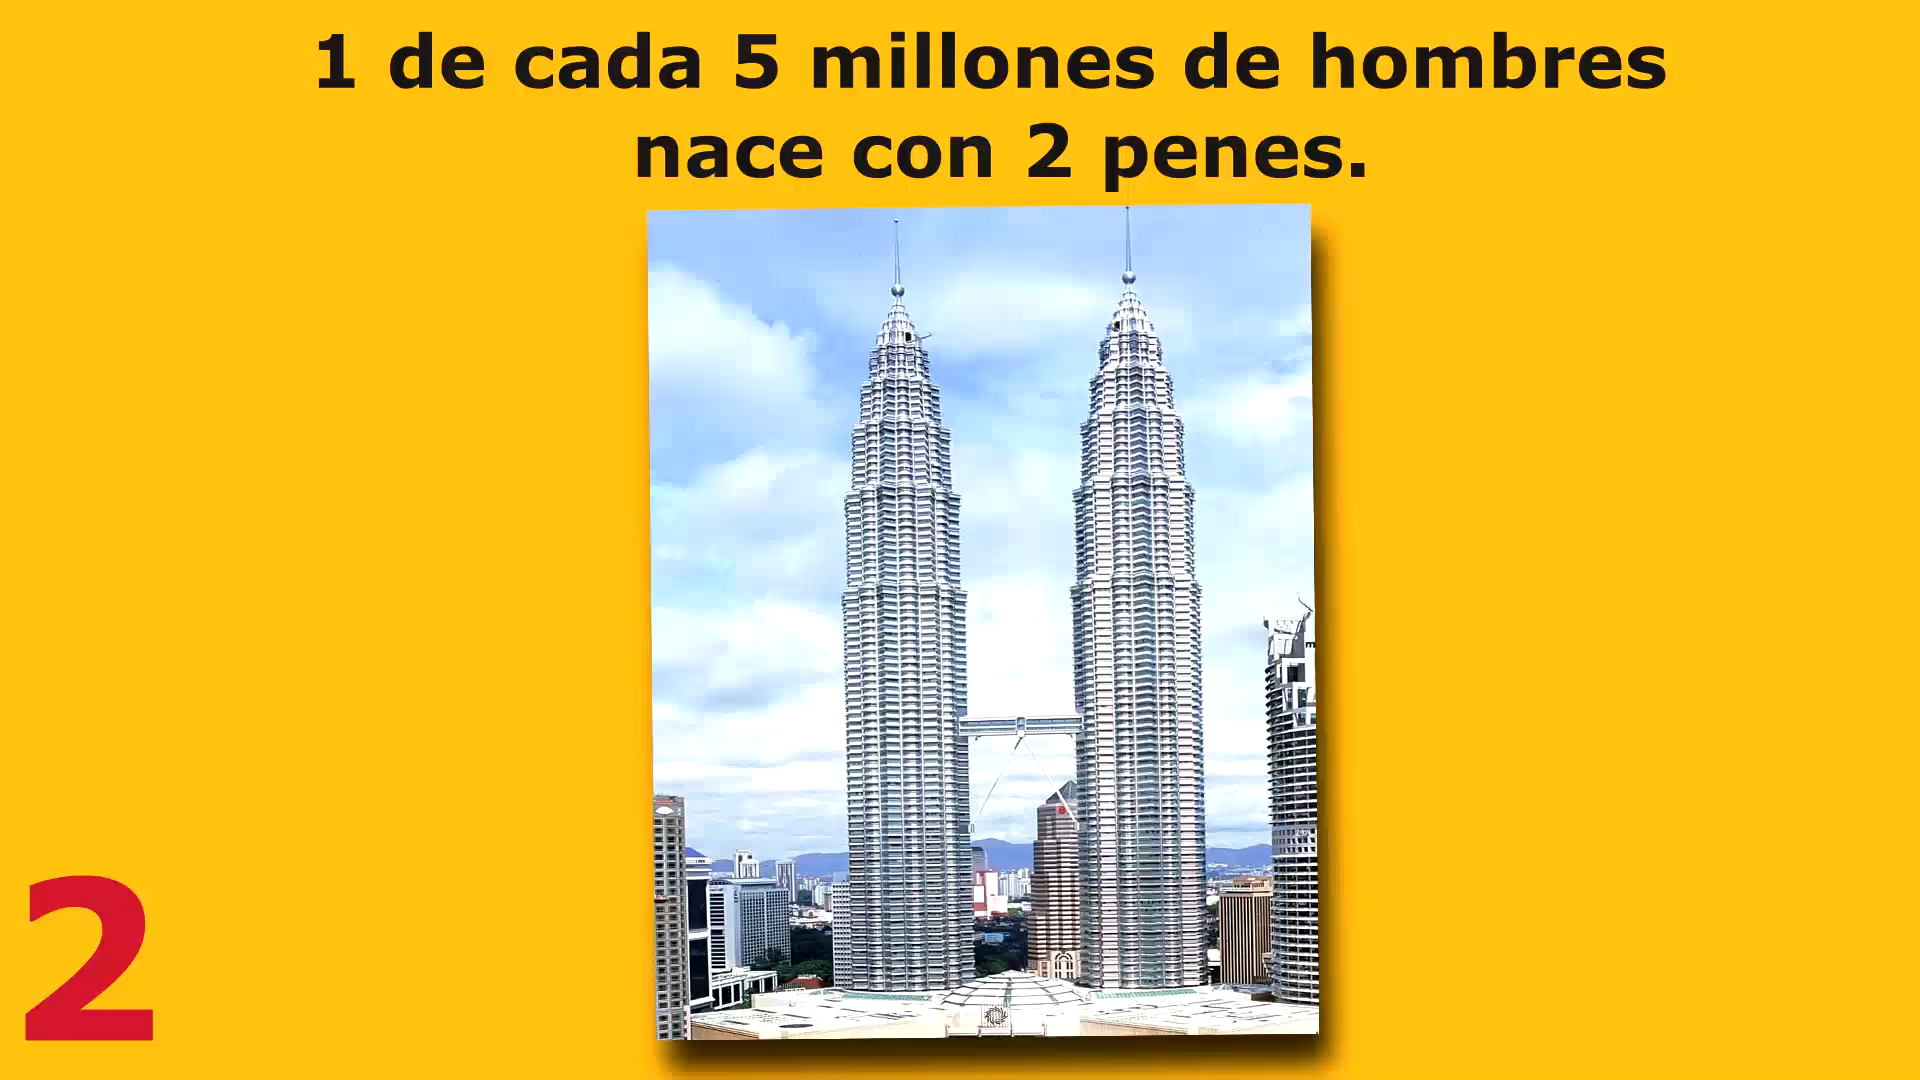 1 de cada 5 millones de hombres
nace con 2 penes.
2